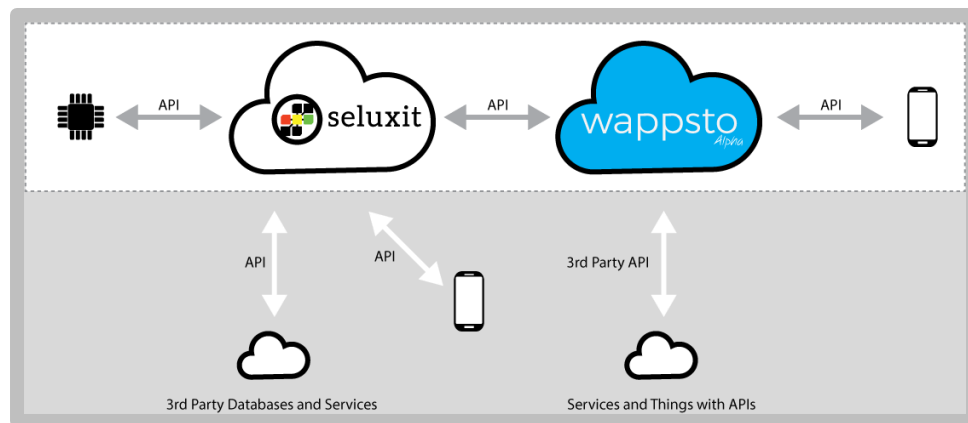 API
seluxit
API
wappsto
Alpha
API
API
API
3rd Party API
3rd Party Databases and Services
Services and Things with APIs